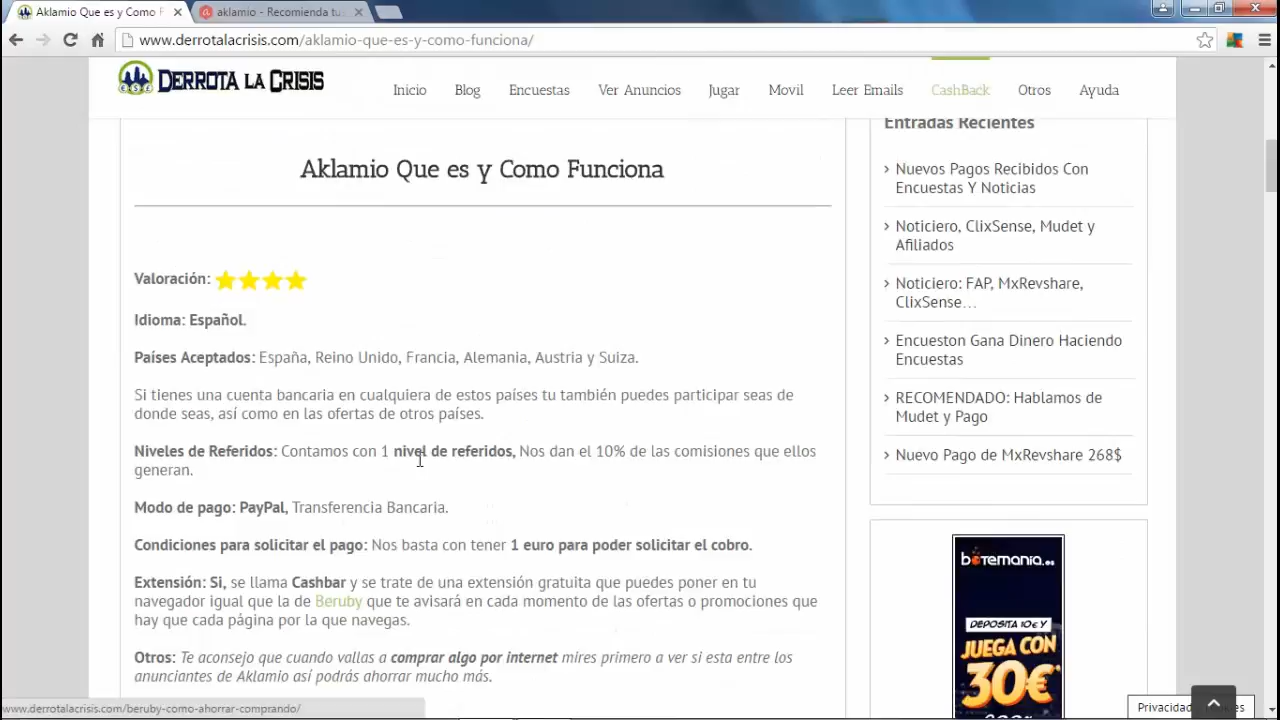 Aklamio Que es y Como F
aklamio - Recomienda tu
www.derrotalacrisis.com/aklamio-que-es-y-como-funciona/
DERROTA LA CRISIS
Inicio Blog Encuestas Ver Anuncios Jugar Movil Leer Emails CashBack Otros Ayuda
Aklamio Que es y Como Funciona
Valoración:
Idioma: Español.
Países Aceptados: España, Reino Unido, Francia, Alemania, Austria y Suiza.
Si tienes una cuenta bancaria en cualquiera de estos países tu también puedes participar seas de
donde seas, así como en las ofertas de otros países.
Niveles de Referidos: Contamos con 1 nivel de referidos, Nos dan el 10% de las comisiones que ellos
generan.
Modo de pago: PayPal, Transferencia Bancaria.
Condiciones para solicitar el pago: Nos basta con tener 1 euro para poder solicitar el cobro.
Extensión: Si, se llama Cashbar y se trate de una extensión gratuita que puedes poner en tu
navegador igual que la de Beruby que te avisará en cada momento de las ofertas o promociones que
hay que cada página por la que navegas.
Otros: Te aconsejo que cuando vallas a comprar algo por internet mires primero a ver si esta entre los
anunciantes de Aklamio así podrás ahorrar mucho más.
Entradas Recientes
Nuevos Pagos Recibidos Con
Encuestas Y Noticias
Noticiero, ClixSense, Mudet y
Afiliados
Noticiero: FAP, MxRevshare,
ClixSense…
Encueston Gana Dinero Haciendo
Encuestas
RECOMENDADO: Hablamos de
Mudet y Pago
Nuevo Pago de MxRevshare 268$
botemania.es
DEPOSITA 10€ Y
JUEGA CON
30€
www.derrotalacrisis.com/beruby-como-ahorrar-comprando/
Privacidad